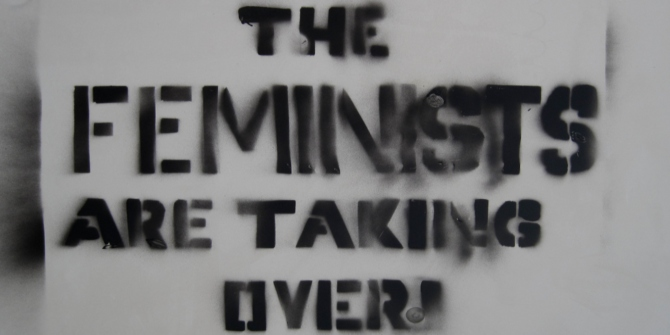 THE
FEMINISTS
ARE TAKING
OVER!